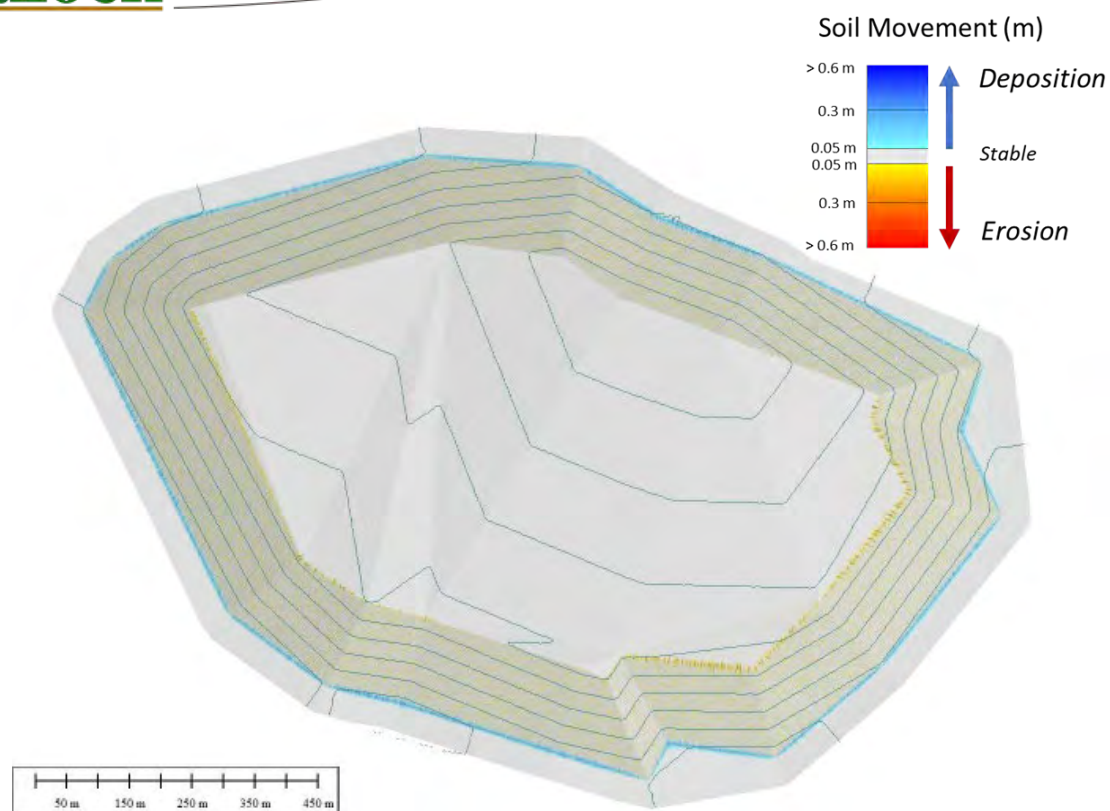 Soil Movement (m)
> 0.6 m
Deposition
0.3 m
0.05 m
Stable
0.05 m
0.3 m
Erosion
> 0.6 m
50 m 150 m 250 m 350 m 450 m